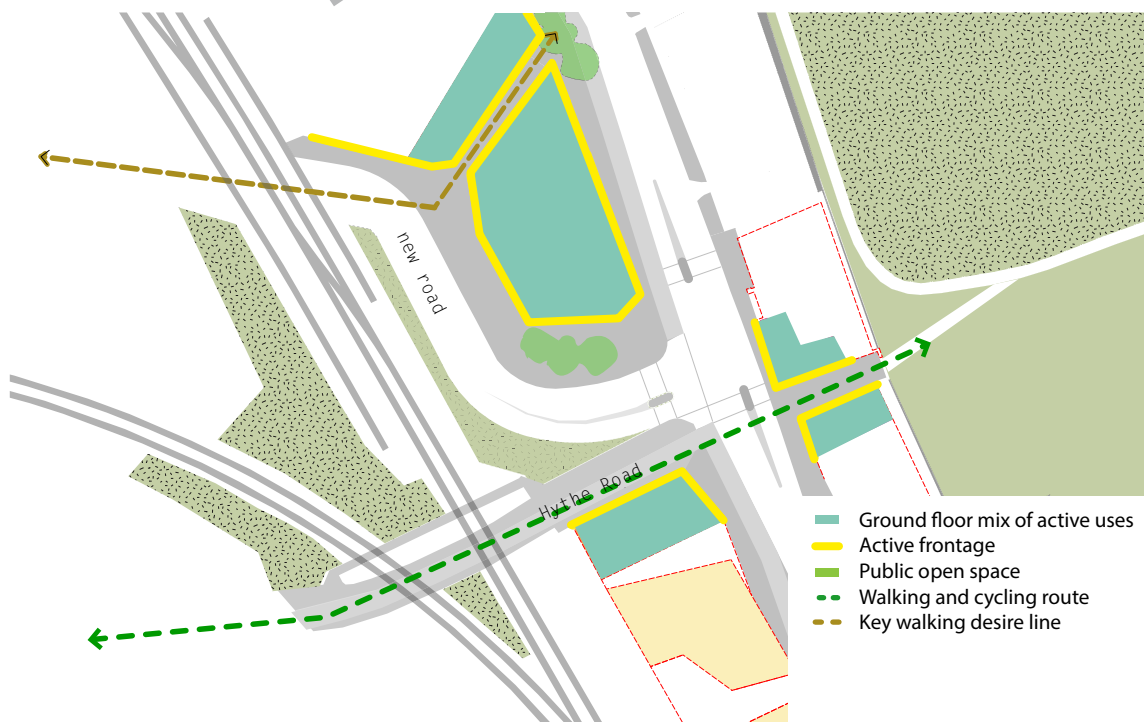 new road
Hythe Road
Ground floor mix of active uses
Active frontage
Public open space
Walking and cycling route
Key walking desire line